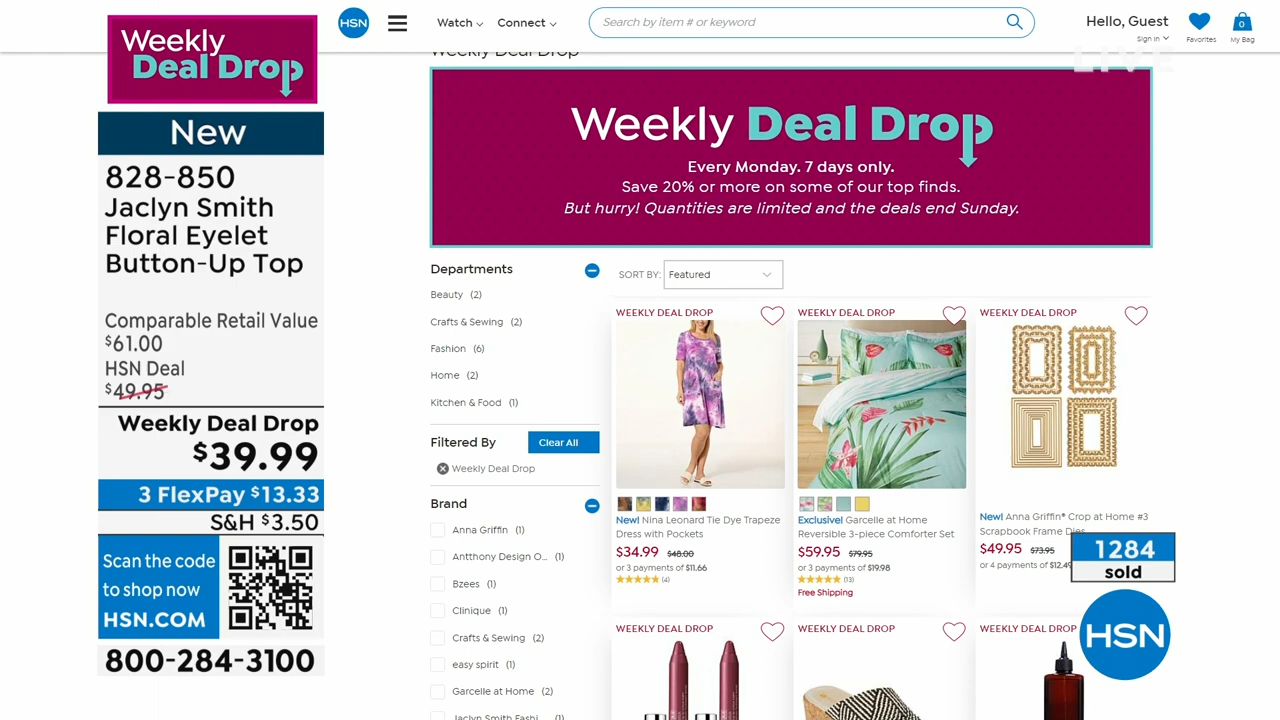 Weekly
Deal Drop
New
828-850
Jaclyn Smith
Floral Eyelet
Button-Up Top
Comparable Retail Value
$61.00
HSN Deal
$49.95
Weekly Deal Drop
$39.99
3 FlexPay $13.33
S&H $3.50
Scan the code
to shop now
HSN.COM
800-284-3100
HSN
Watch
Connect
Search by item # or keyword
Hello, Guest
Sign In
Favorites
0
My Bag
LIVE
Weekly Deal Drop
Weekly Deal Drop
Every Monday. 7 days only.
Save 20% or more on some of our top finds.
But hurry! Quantities are limited and the deals end Sunday.
Departments
Beauty (2)
Crafts & Sewing (2)
Fashion (6)
Home (2)
Kitchen & Food (1)
Filtered By
Clear All
Weekly Deal Drop
Brand
Anna Griffin (1)
Antthony Design O... (1)
Bzees (1)
Clinique (1)
Crafts & Sewing (2)
easy spirit (1)
Garcelle at Home (2)
Jaclyn Smith Fashi... (1)
SORT BY: Featured
WEEKLY DEAL DROP
New! Nina Leonard Tie Dye Trapeze
Dress with Pockets
$34.99 $48.00
or 3 payments of $11.66
(4)
WEEKLY DEAL DROP
Exclusive! Garcelle at Home
Reversible 3-piece Comforter Set
$59.95 $79.95
or 3 payments of $19.98
(13)
Free Shipping
WEEKLY DEAL DROP
New! Anna Griffin® Crop at Home #3
Scrapbook Frame Dies
$49.95 $73.95
or 4 payments of $12.49
WEEKLY DEAL DROP
WEEKLY DEAL DROP
WEEKLY DEAL DROP
1284
sold
HSN